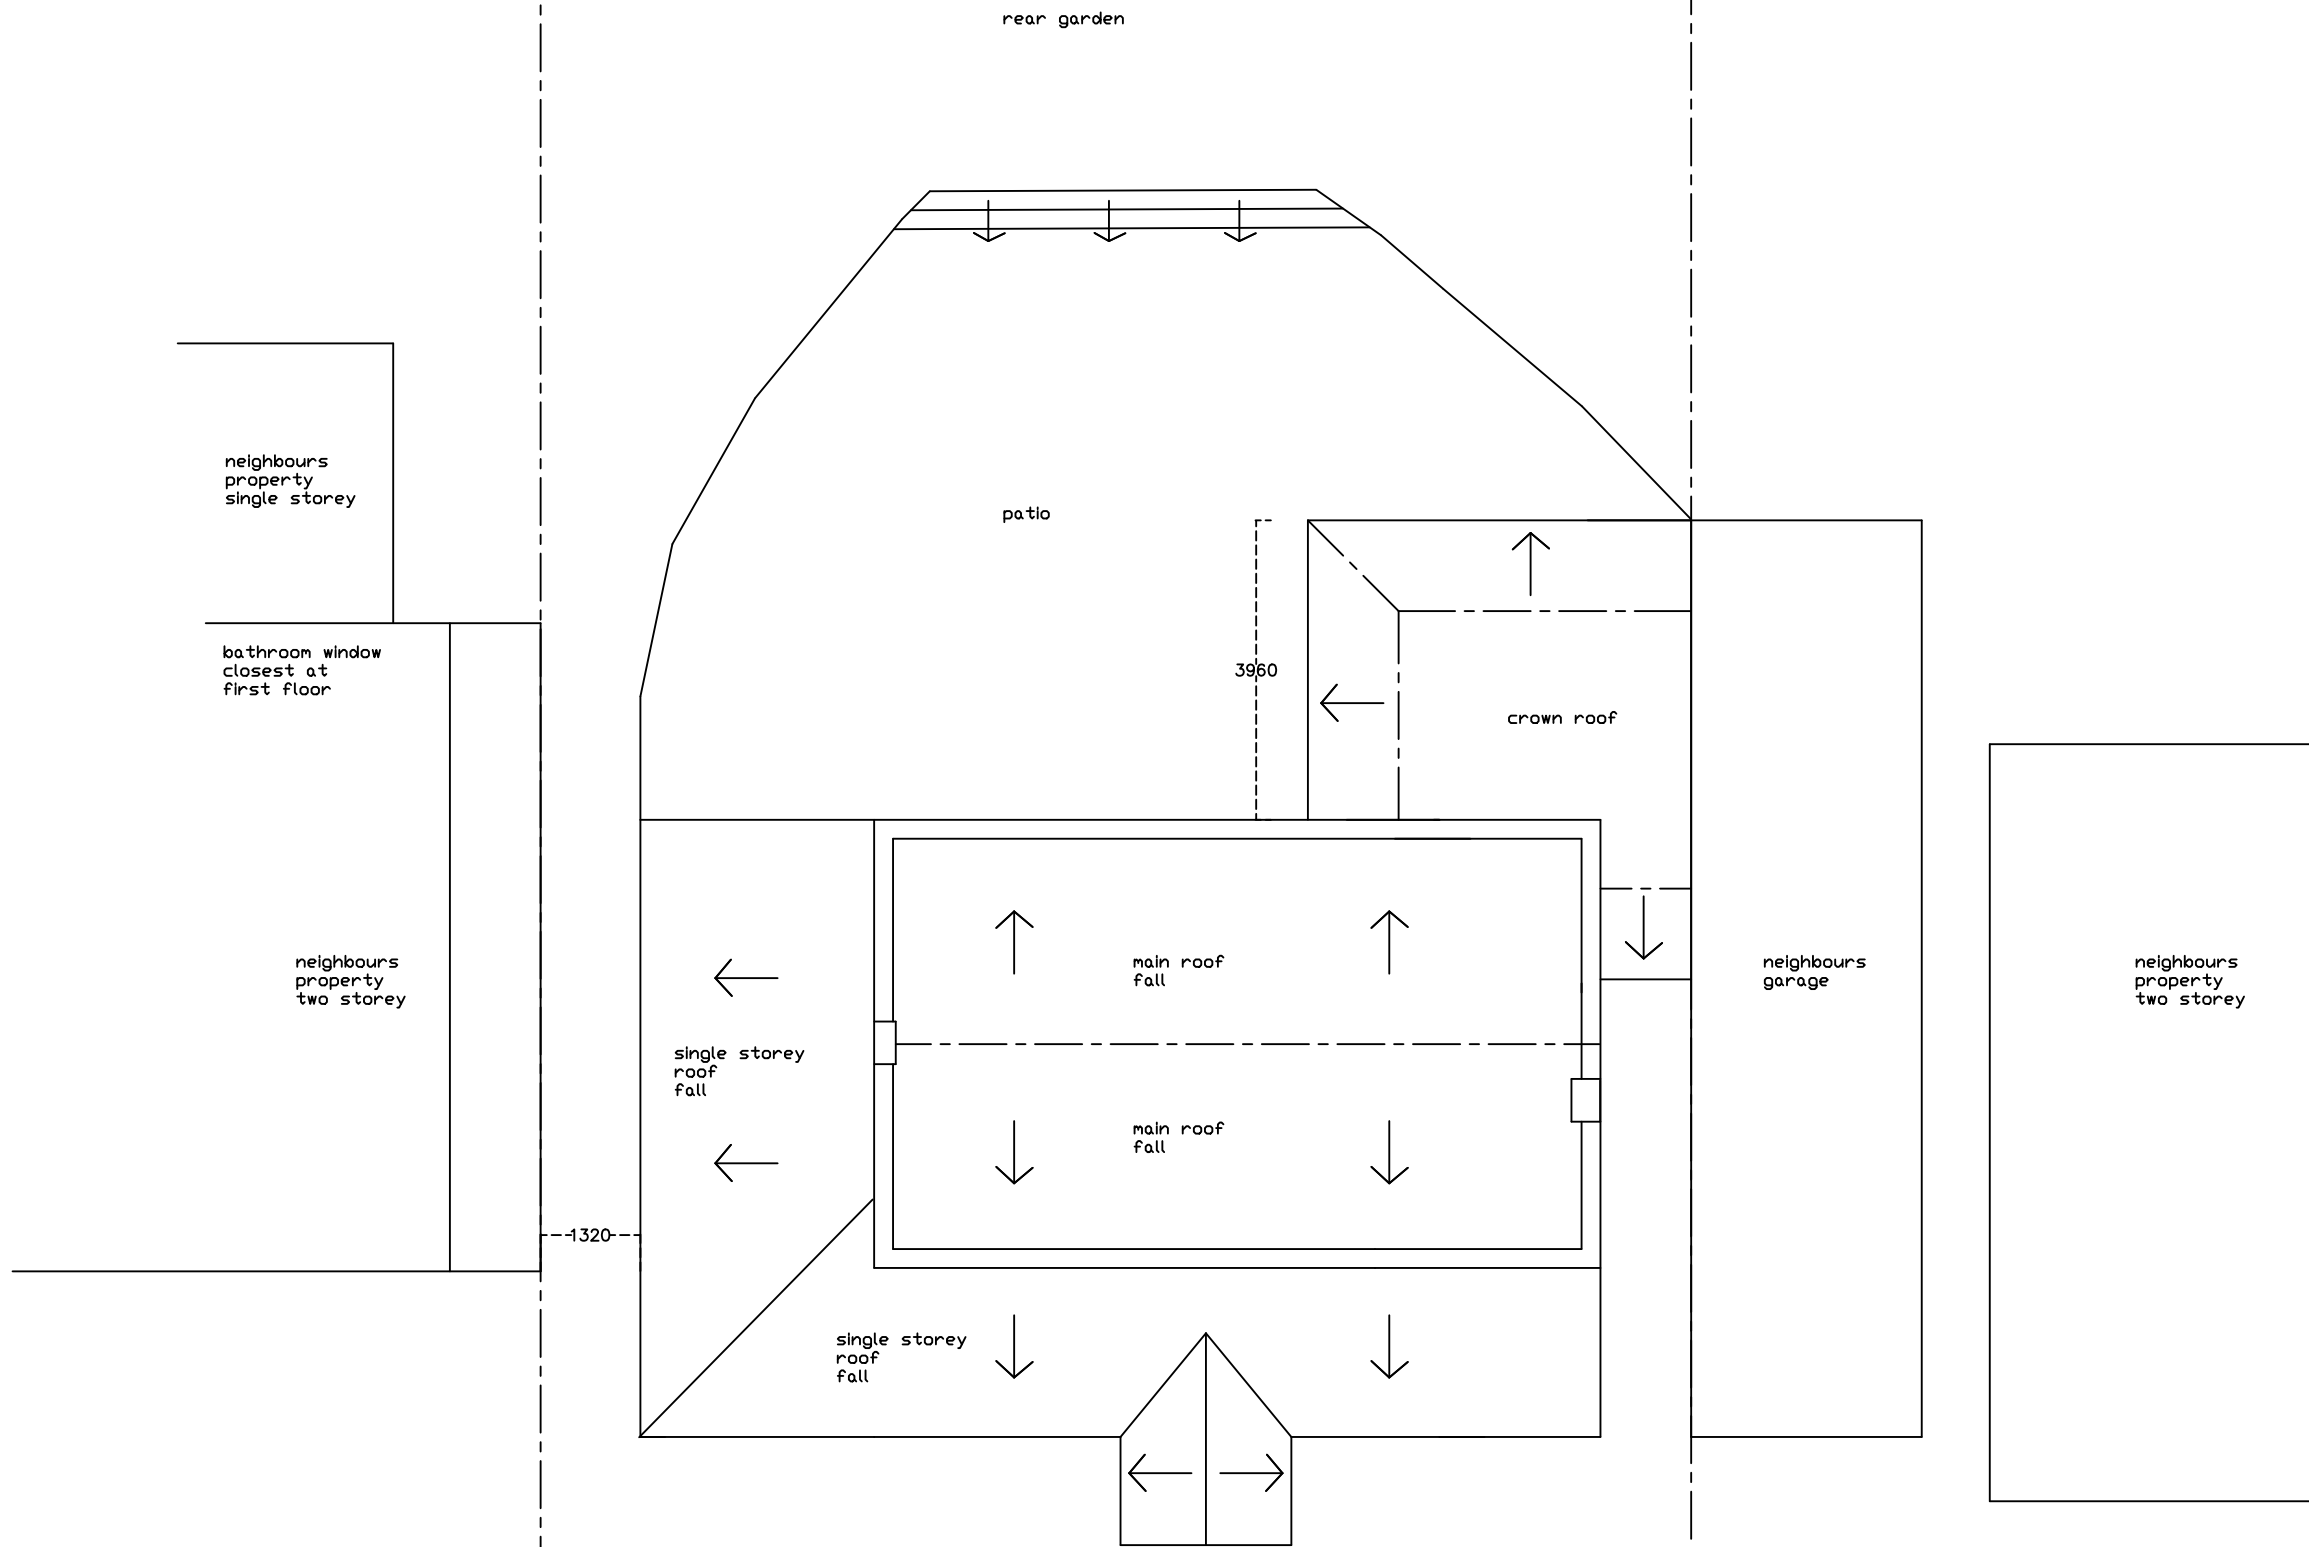 rear garden
neighbours
property
single storey
patio
bathroom window
closest at
first floor
3960
crown roof
neighbours
property
two storey
main roof
fall
neighbours
garage
neighbours
property
two storey
single storey
roof
fall
main roof
fall
1320
single storey
roof
fall